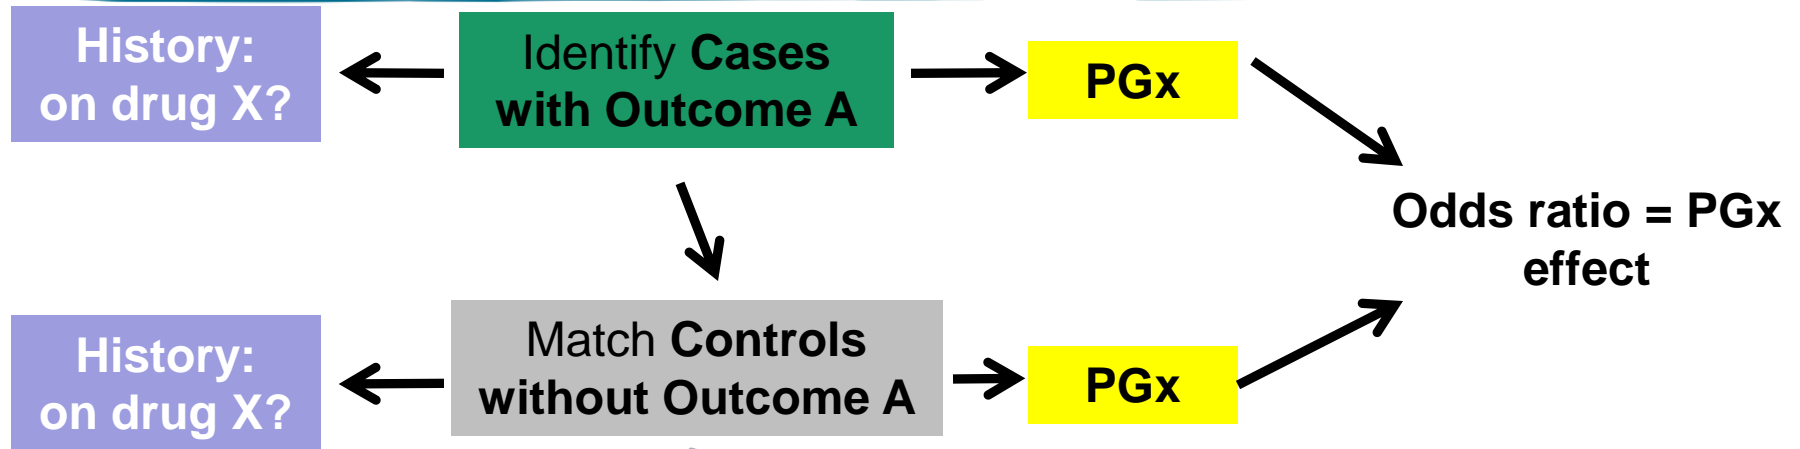 History:
on drug X?
Identify Cases
with Outcome A
PGx
Odds ratio = PGx
effect
History:
on drug X?
Match Controls
without Outcome A
PGx